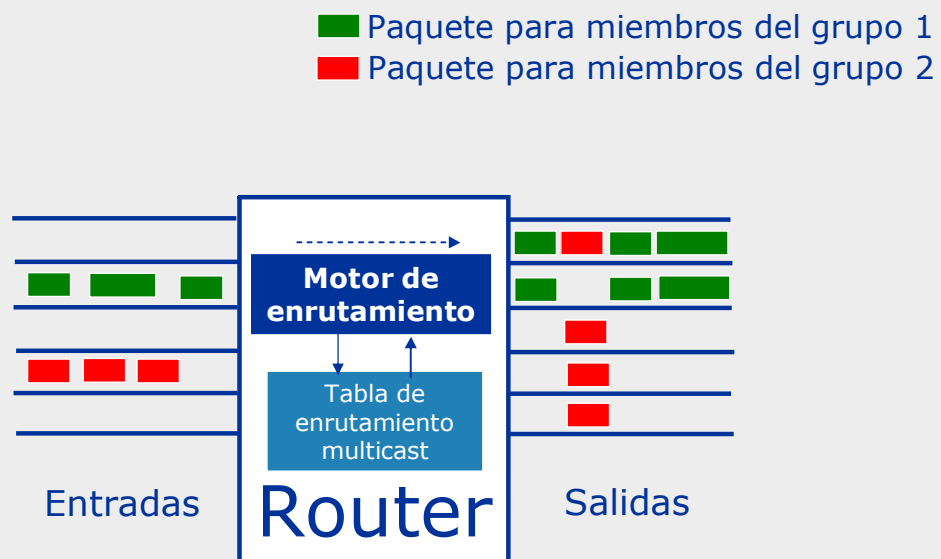 Paquete para miembros del grupo 1
Paquete para miembros del grupo 2
Motor de
enrutamiento
Tabla de
enrutamiento
multicast
Entradas
Router
Salidas